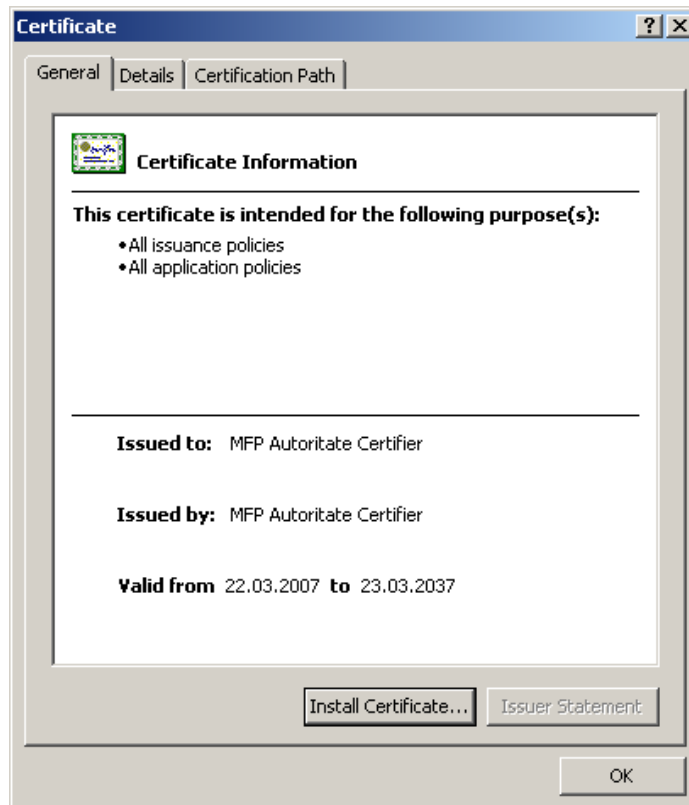 Certificate
General Details Certification Path
Certificate Information
This certificate is intended for the following purpose(s):
•All issuance policies
•All application policies
Issued to: MFP Autoritate Certifier
Issued by: MFP Autoritate Certifier
Valid from 22.03.2007 to 23.03.2037
Install Certificate... Issuer Statement
OK